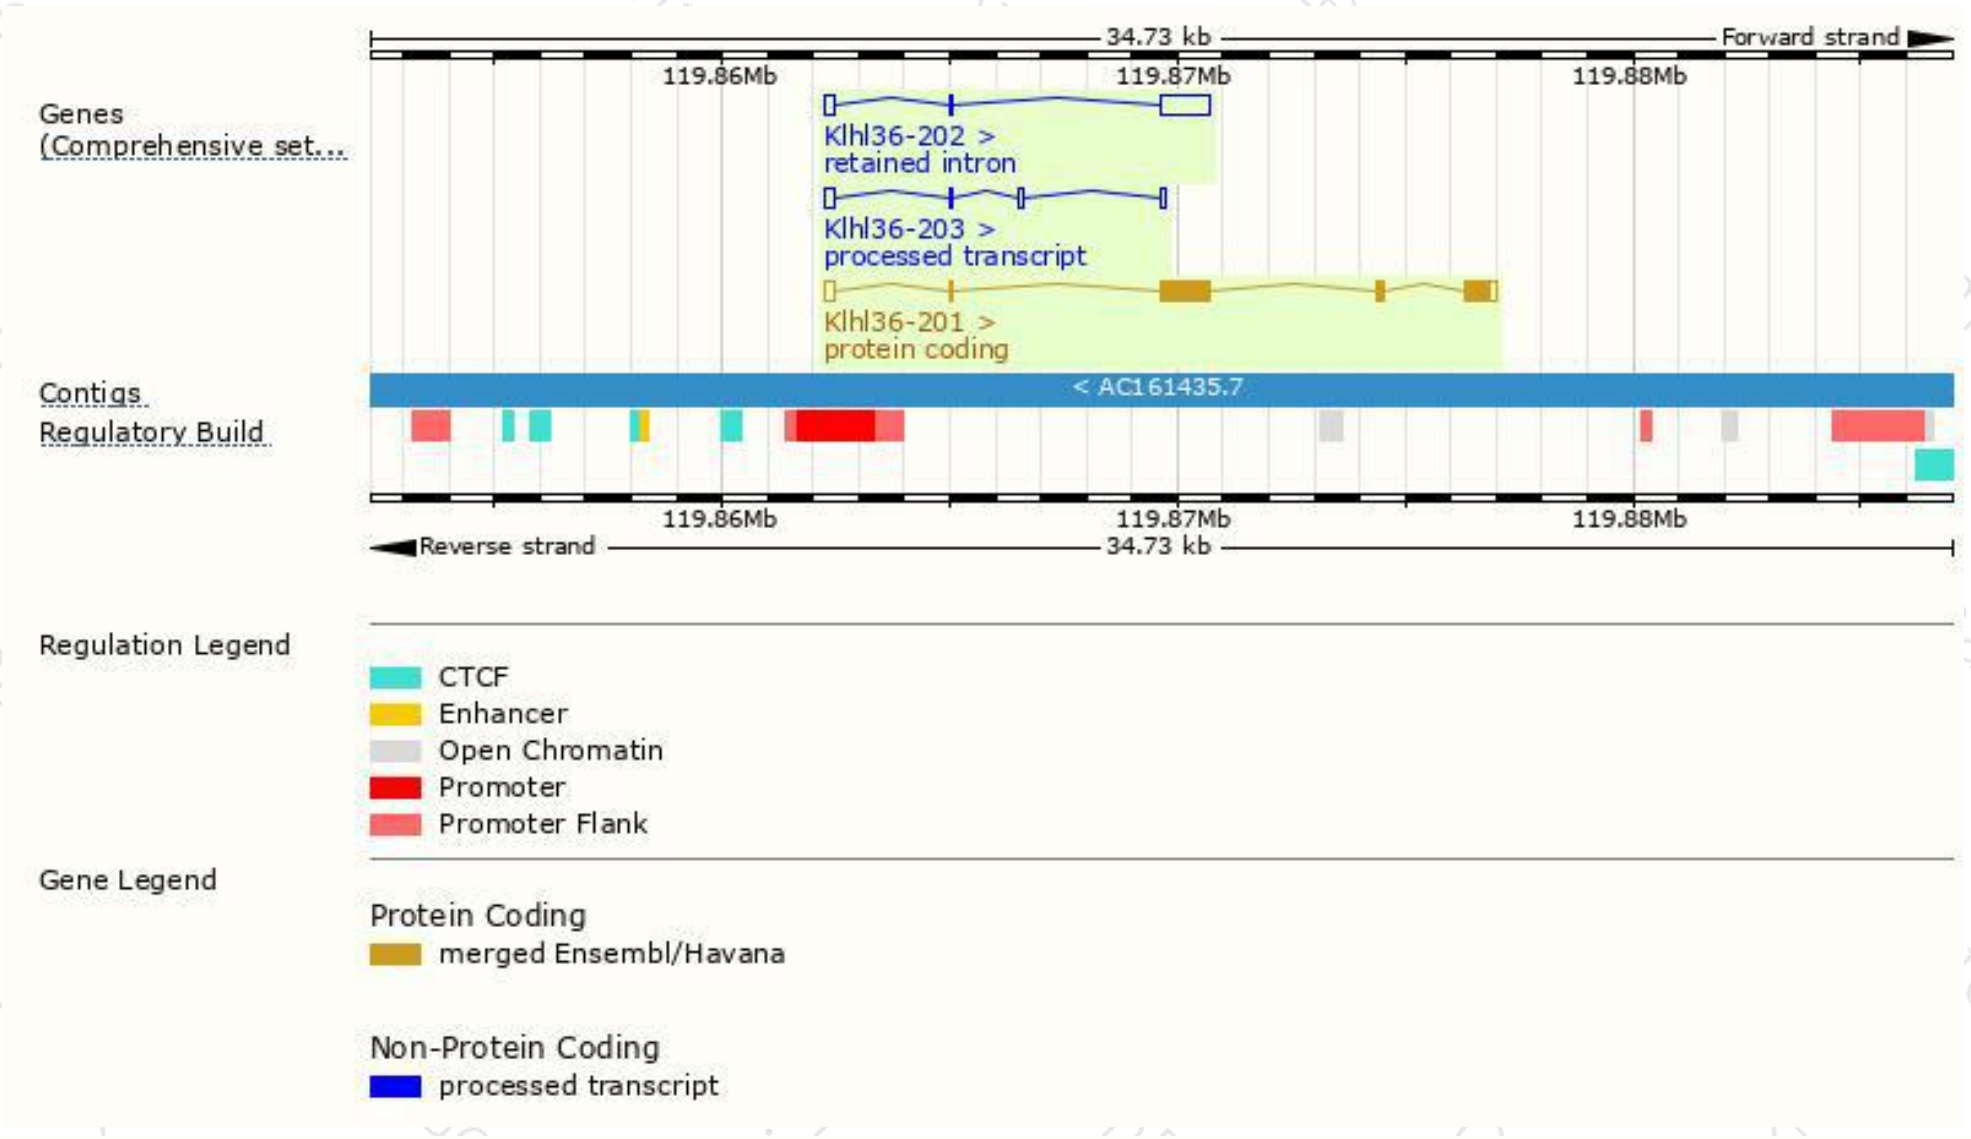 34.73 kb
Forward strand
119.86Mb
119.87Mb
119.88Mb
Genes
(Comprehensive set...
Klhl36-202 >
retained intron
Klhl36-203 >
processed transcript
Klhl36-201 >
protein coding
Contigs
< AC161435.7
Regulatory Build
119.86Mb
119.87Mb
119.88Mb
Reverse strand
34.73 kb
Regulation Legend
CTCF
Enhancer
Open Chromatin
Promoter
Promoter Flank
Gene Legend
Protein Coding
merged Ensembl/Havana
Non-Protein Coding
processed transcript